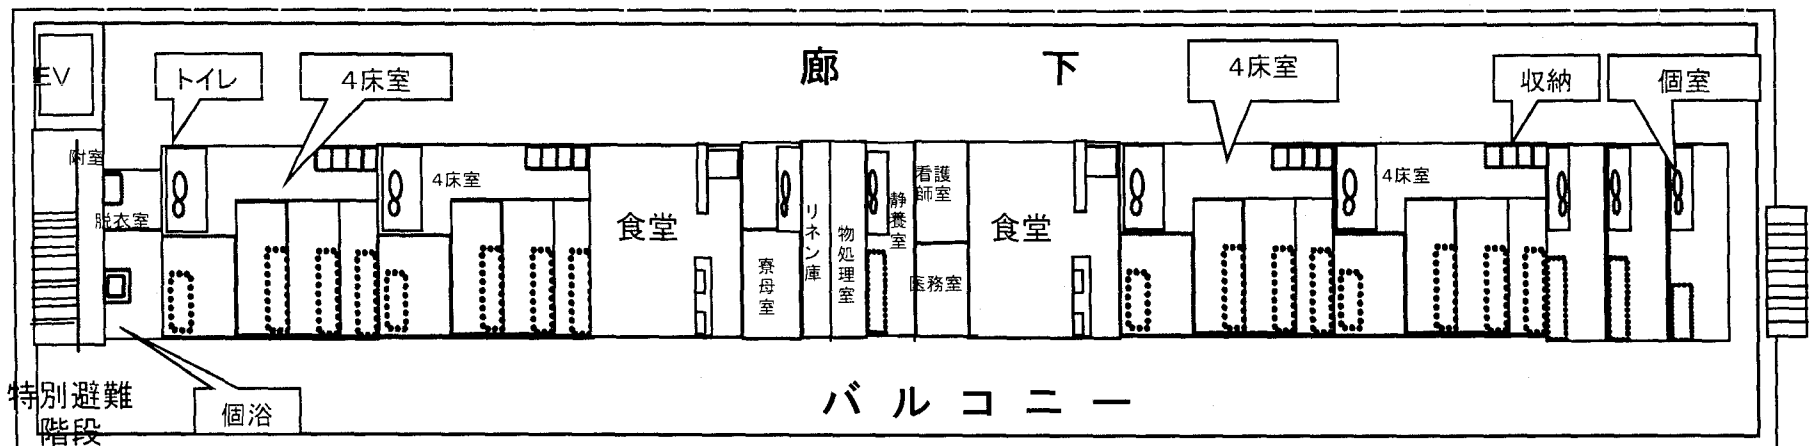 廊下
EV
トイレ
4床室
4床室
収納
個室
附室
脱衣室
4床室
食堂
寮母室
リネン庫
物処理室
静養室
看護師室
医務室
食堂
4床室
特別避難階段
個浴
バルコニー